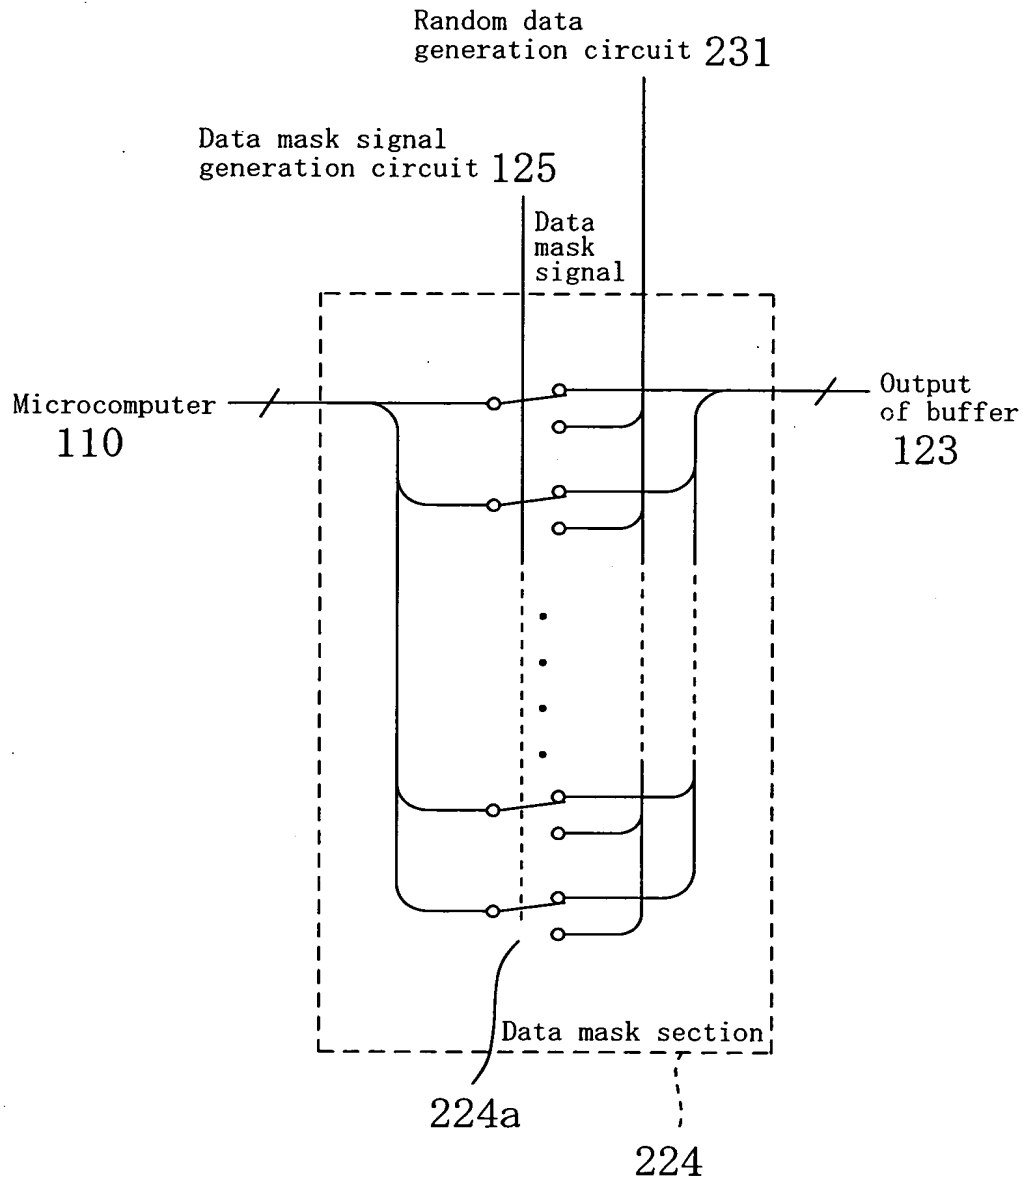 Random data
generation circuit 231
Data mask signal
generation circuit 125
Data
mask
signal
Microcomputer
110
Output
of buffer
123
Data mask section
224a
224